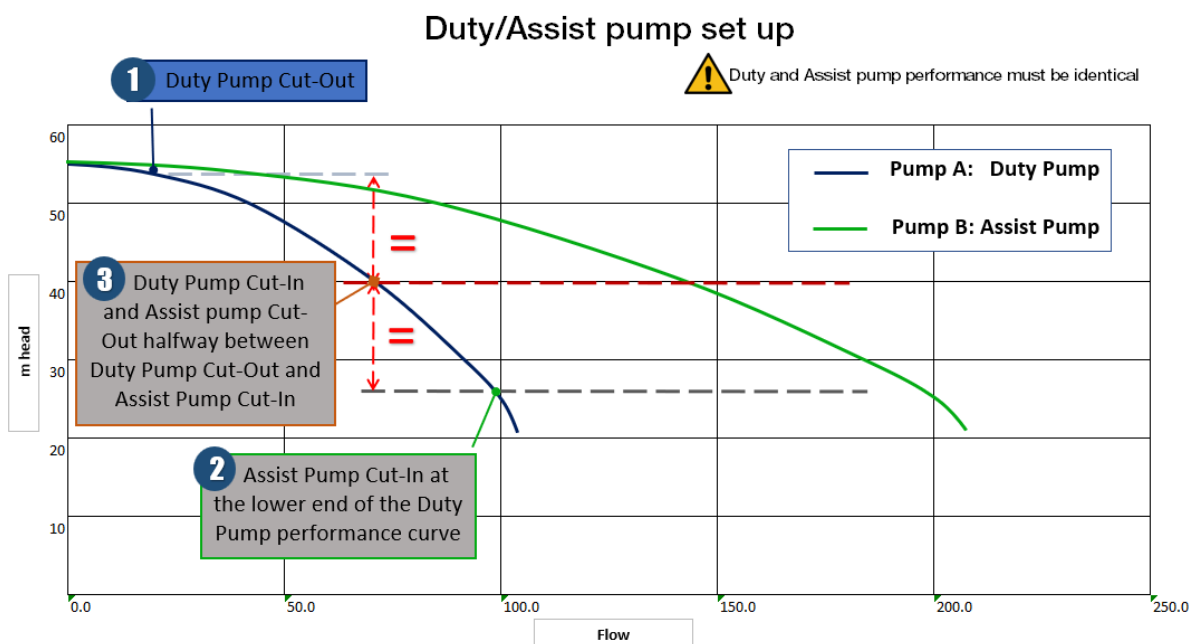 Duty/Assist pump set up
Duty and Assist pump performance must be identical
1 Duty Pump Cut-Out
Pump A: Duty Pump
Pump B: Assist Pump
60
50
40
30
20
10
m head
=
=
3 Duty Pump Cut-In
and Assist pump Cut-
Out halfway between
Duty Pump Cut-Out and
Assist Pump Cut-In
2 Assist Pump Cut-In at
the lower end of the Duty
Pump performance curve
0.0 50.0 100.0 150.0 200.0 250.0
Flow